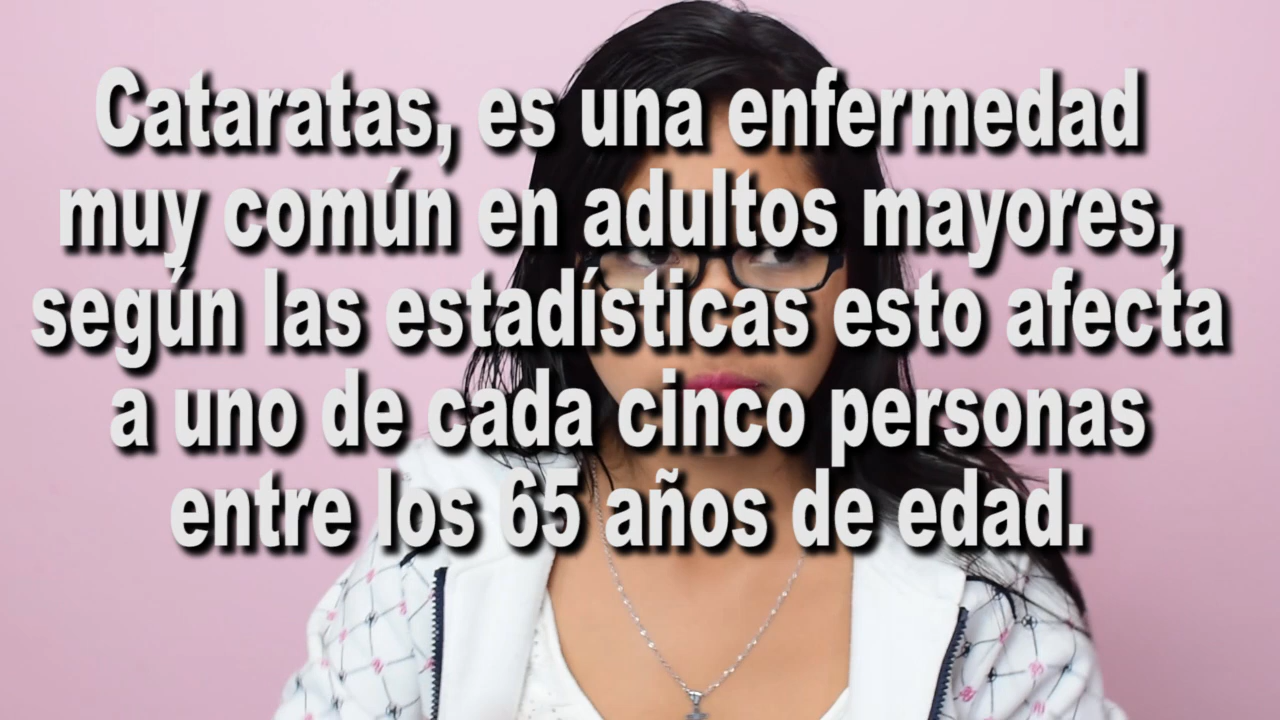 Cataratas, es una enfermedad
muy común en adultos mayores,
según las estadísticas esto afecta
a uno de cada cinco personas
entre los 65 años de edad.